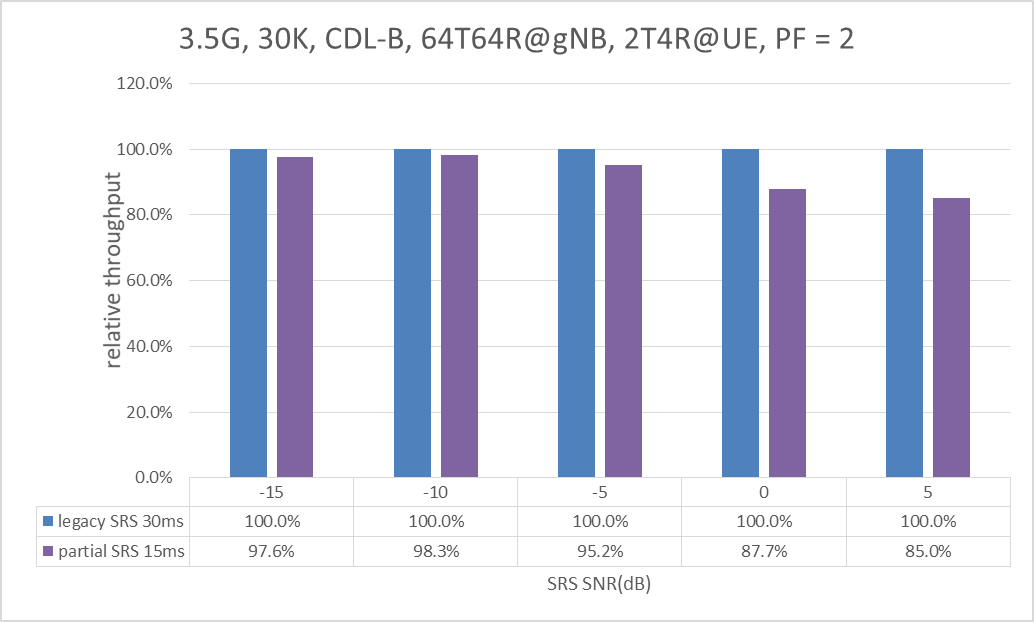 3.5G, 30K, CDL-B, 64T64R@gNB, 2T4R@UE, PF = 2
120.0%
100.0%
80.0%
60.0%
40.0%
20.0%
0.0%
relative throughput
-15 -10 -5 0 5
legacy SRS 30ms 100.0% 100.0% 100.0% 100.0% 100.0%
partial SRS 15ms 97.6% 98.3% 95.2% 87.7% 85.0%
SRS SNR(dB)